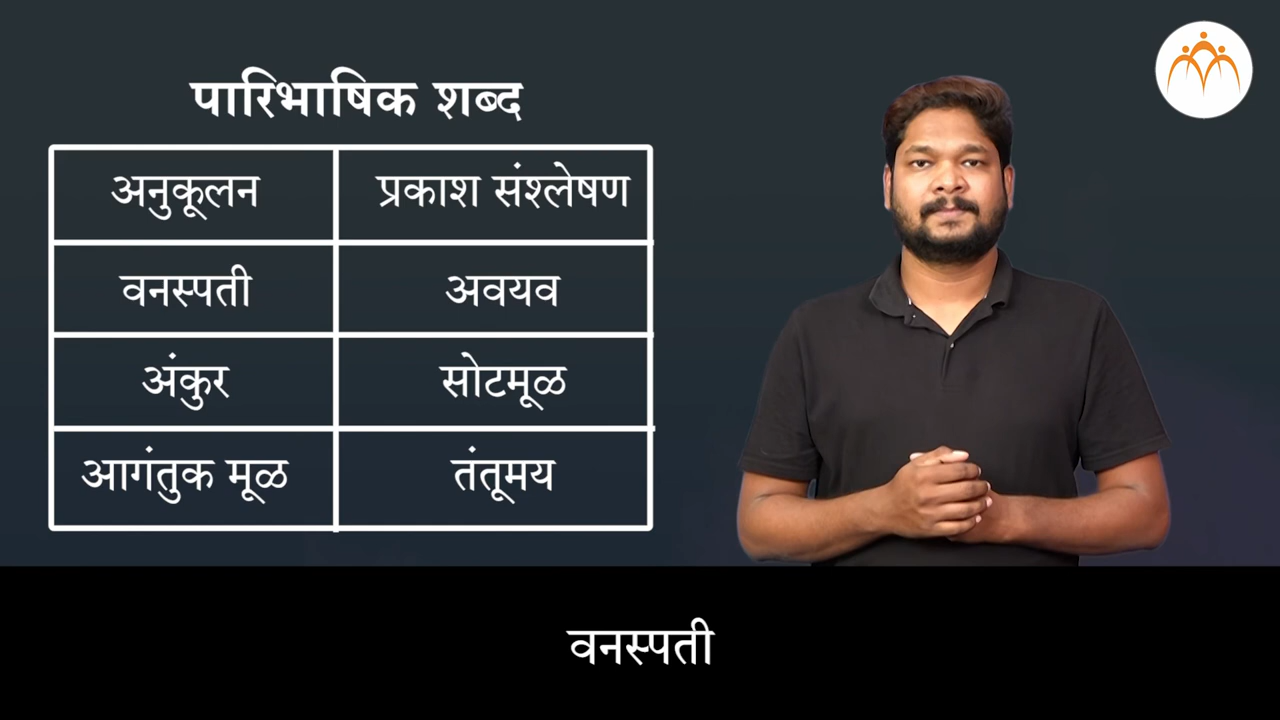 पारिभाषिक शब्द
अनुकूलन प्रकाश संश्लेषण
वनस्पती अवयव
अंकुर सोटमूळ
आगंतुक मूळ तंतूमय
वनस्पती